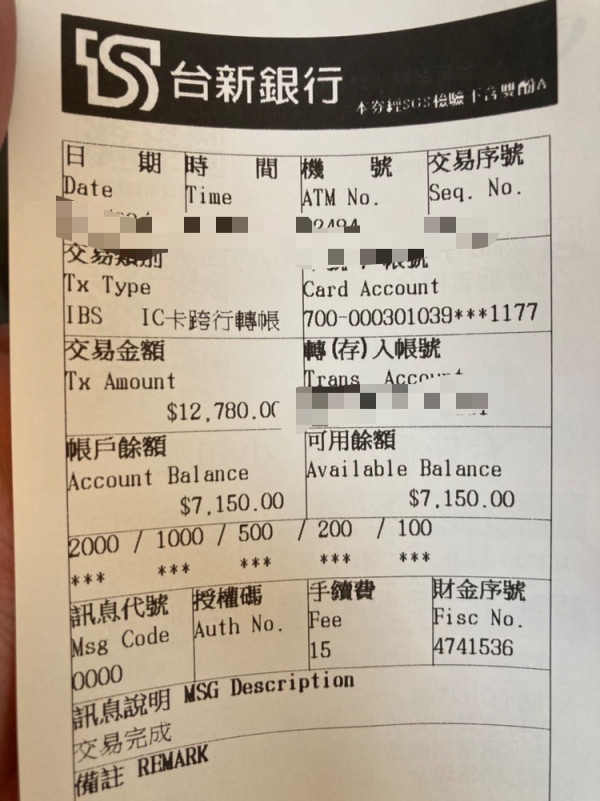 台新銀行
本券經SGS檢驗不含雙酚A
日 期 時 間 機 號 交易序號
Date Time ATM No. Seq. No.
交易類別
Tx Type Card Account
IBS IC卡跨行轉帳 700-000301039***1177
交易金額 轉(存)入帳號
Tx Amount Trans. Account
$12,780.00
帳戶餘額 可用餘額
Account Balance Available Balance
$7,150.00 $7,150.00
2000 / 1000 / 500 / 200 / 100
*** *** *** *** ***
訊息代號 授權碼 手續費 財金序號
Msg Code Auth No. Fee Fisc No.
0000 15 4741536
訊息說明 MSG Description
交易完成
備註 REMARK